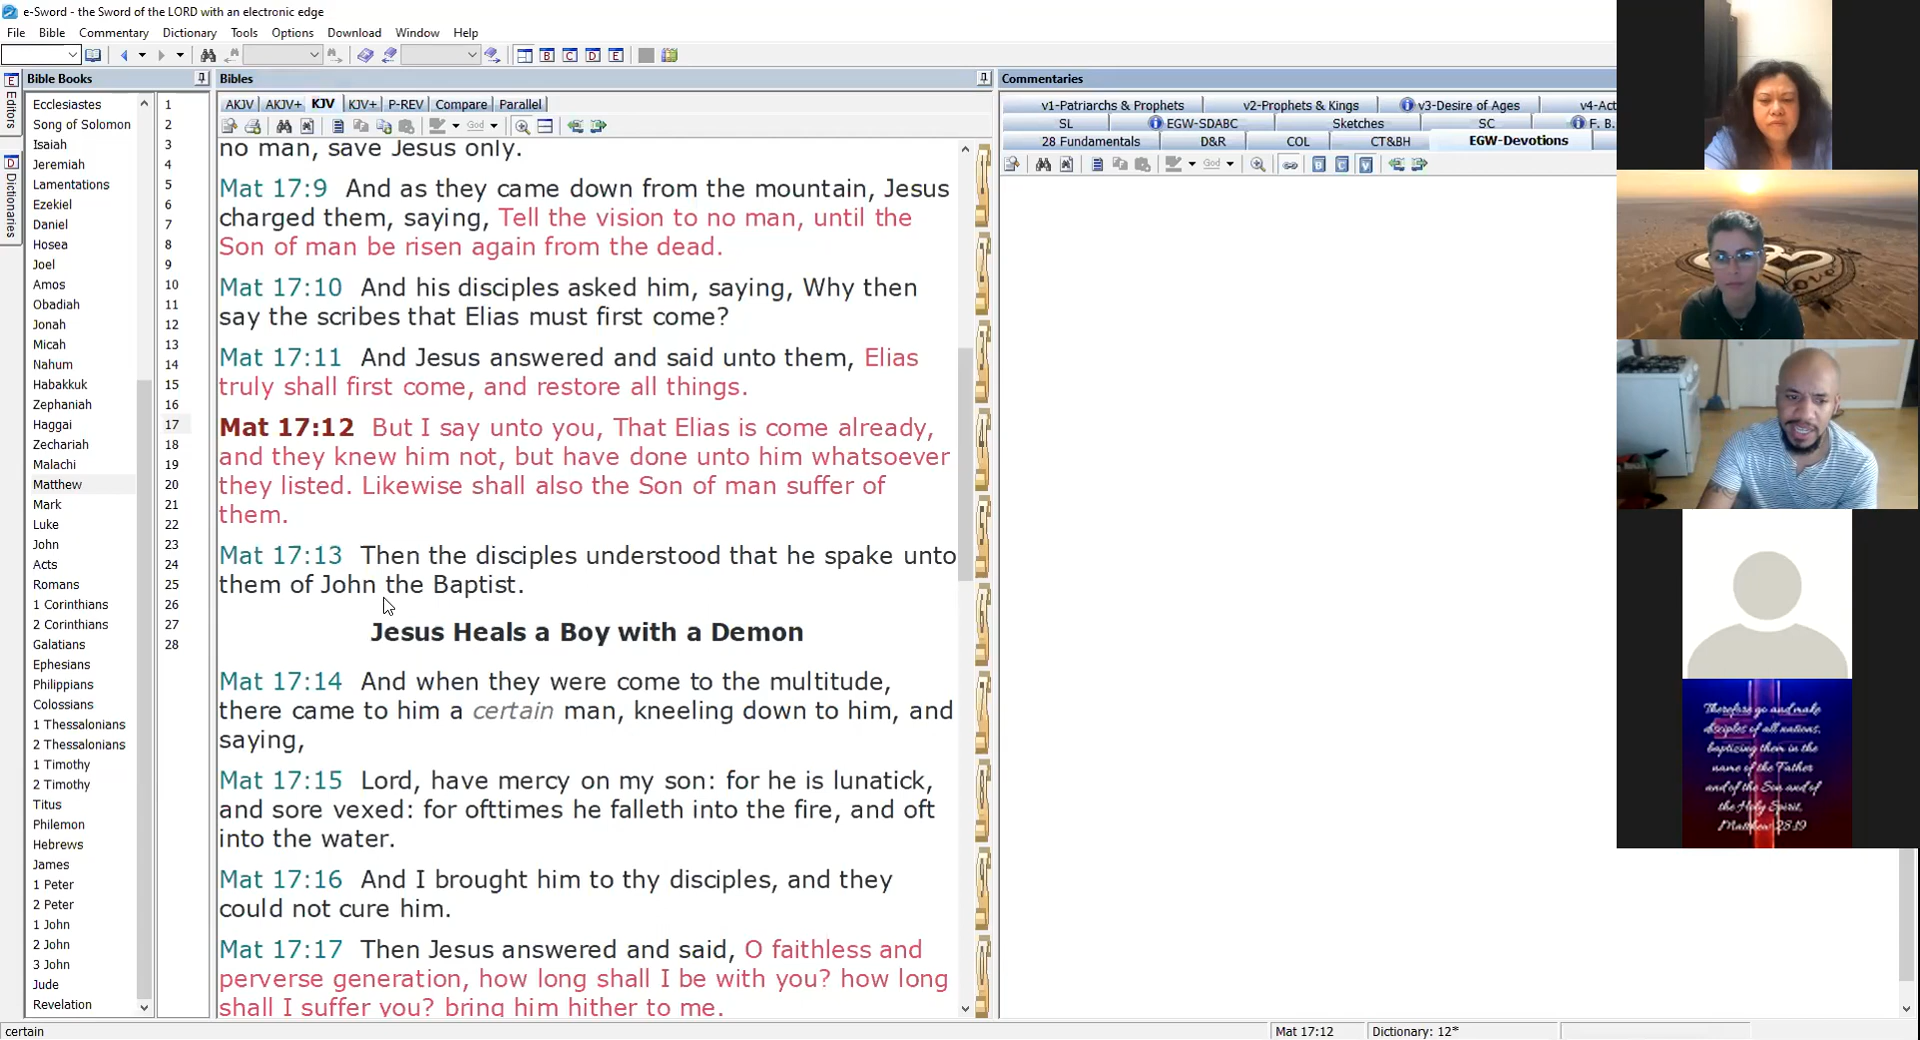 e-Sword - the Sword of the LORD with an electronic edge
File Bible Commentary Dictionary Tools Options Download Window Help
B C D E
Editors
Dictionaries
Bible Books
Ecclesiastes
Song of Solomon
Isaiah
Jeremiah
Lamentations
Ezekiel
Daniel
Hosea
Joel
Amos
Obadiah
Jonah
Micah
Nahum
Habakkuk
Zephaniah
Haggai
Zechariah
Malachi
Matthew
Mark
Luke
John
Acts
Romans
1 Corinthians
2 Corinthians
Galatians
Ephesians
Philippians
Colossians
1 Thessalonians
2 Thessalonians
1 Timothy
2 Timothy
Titus
Philemon
Hebrews
James
1 Peter
2 Peter
1 John
2 John
3 John
Jude
Revelation
1
2
3
4
5
6
7
8
9
10
11
12
13
14
15
16
17
18
19
20
21
22
23
24
25
26
27
28
Bibles
AKJV AKJV+ KJV KJV+ P-REV Compare Parallel
God
no man, save Jesus only.
Mat 17:9 And as they came down from the mountain, Jesus
charged them, saying, Tell the vision to no man, until the
Son of man be risen again from the dead.
Mat 17:10 And his disciples asked him, saying, Why then
say the scribes that Elias must first come?
Mat 17:11 And Jesus answered and said unto them, Elias
truly shall first come, and restore all things.
Mat 17:12 But I say unto you, That Elias is come already,
and they knew him not, but have done unto him whatsoever
they listed. Likewise shall also the Son of man suffer of
them.
Mat 17:13 Then the disciples understood that he spake unto
them of John the Baptist.
Jesus Heals a Boy with a Demon
Mat 17:14 And when they were come to the multitude,
there came to him a certain man, kneeling down to him, and
saying,
Mat 17:15 Lord, have mercy on my son: for he is lunatick,
and sore vexed: for ofttimes he falleth into the fire, and oft
into the water.
Mat 17:16 And I brought him to thy disciples, and they
could not cure him.
Mat 17:17 Then Jesus answered and said, O faithless and
perverse generation, how long shall I be with you? how long
shall I suffer you? bring him hither to me.
Commentaries
v1-Patriarchs & Prophets v2-Prophets & Kings v3-Desire of Ages v4-Act
SL EGW-SDABC Sketches SC F. B.
28 Fundamentals D&R COL CT&BH EGW-Devotions
God
Therefore go and make
disciples of all nations,
baptizing them in the
name of the Father
and of the Son and of
the Holy Spirit,
Matthew 28:19
certain
Mat 17:12
Dictionary: 12*